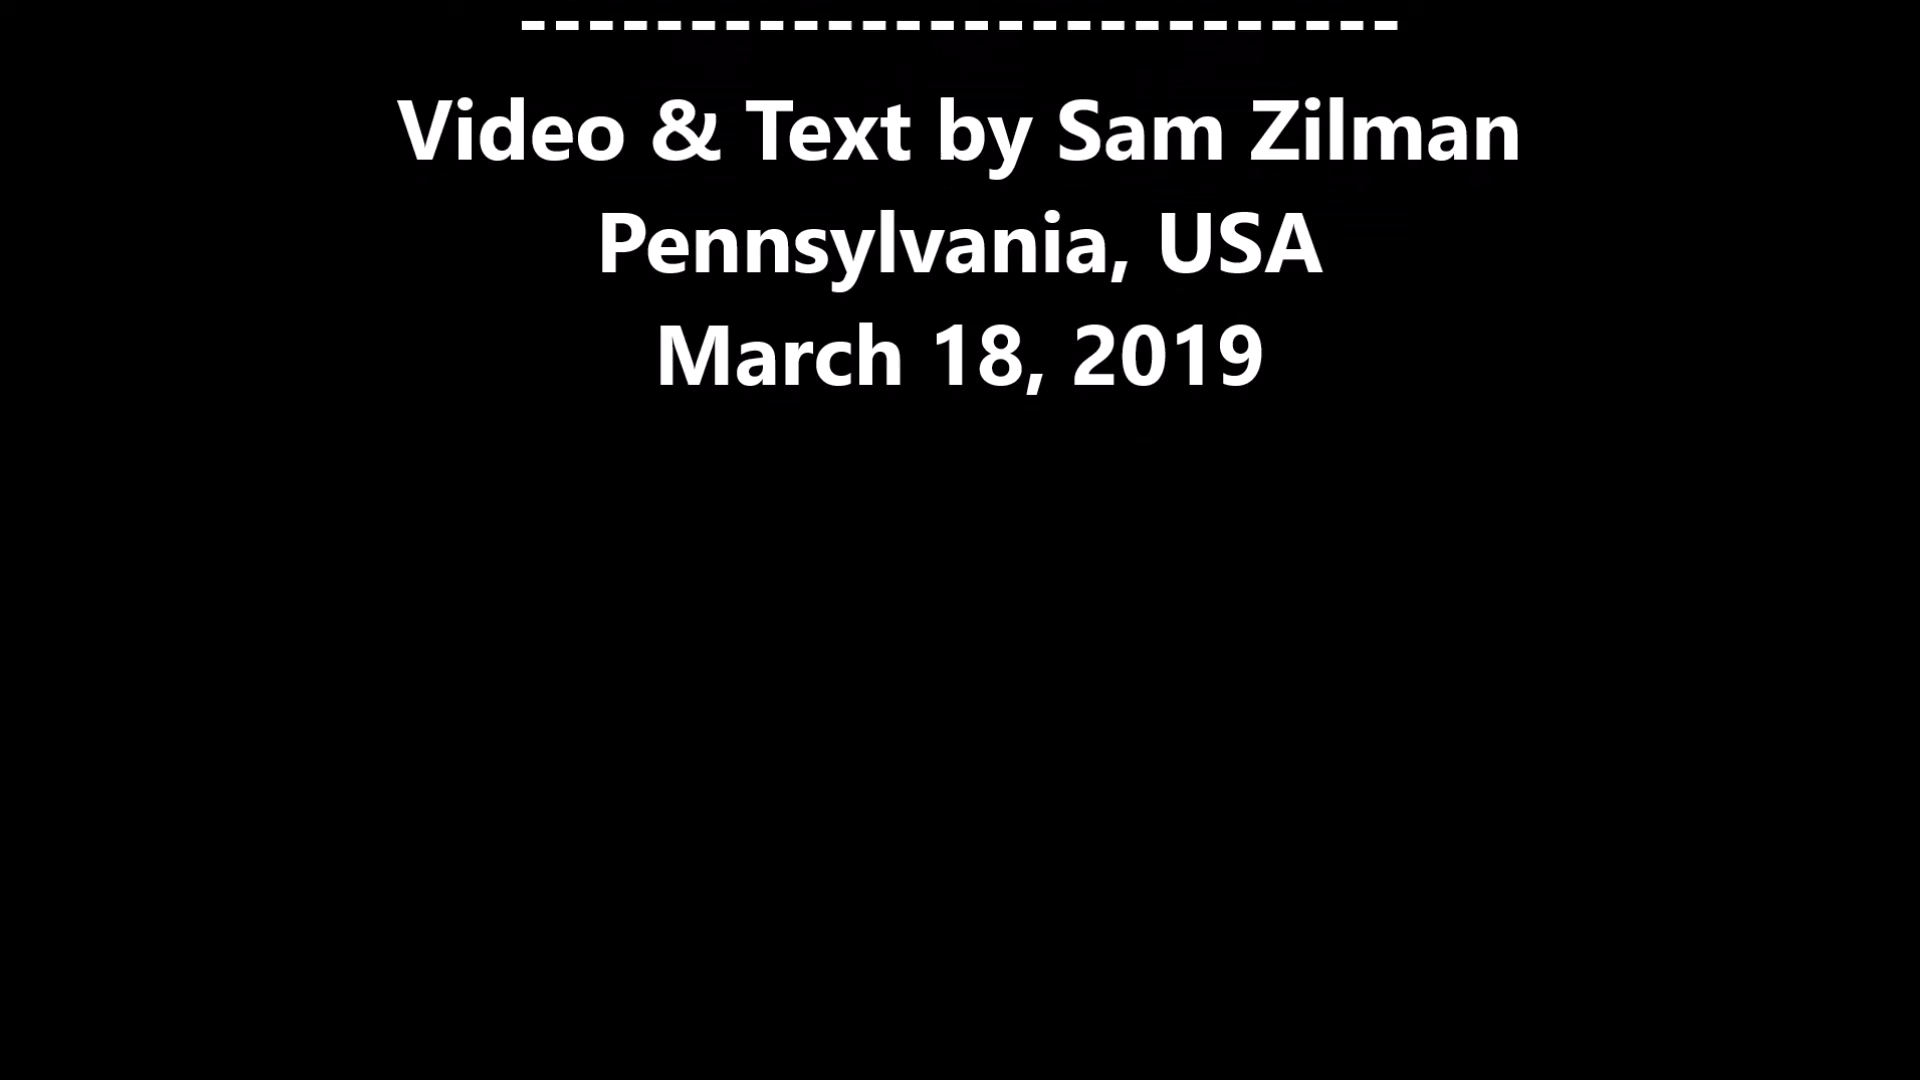 --------------------------
Video & Text by Sam Zilman
Pennsylvania, USA
March 18, 2019